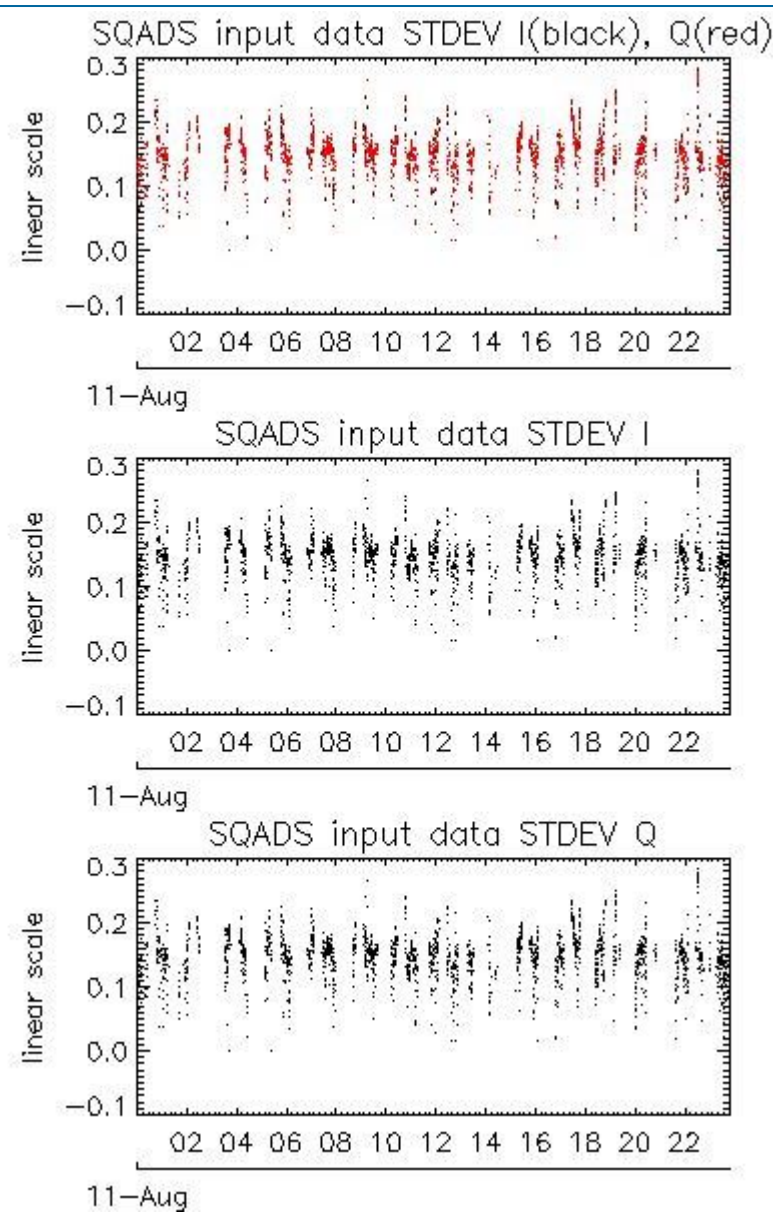 SQADS input data STDEV I(black), Q(red)
0.3
0.2
0.1
0.0
−0.1
linear scale
02 04 06 08 10 12 14 16 18 20 22
11−Aug
SQADS input data STDEV I
0.3
0.2
0.1
0.0
−0.1
linear scale
02 04 06 08 10 12 14 16 18 20 22
11−Aug
SQADS input data STDEV Q
0.3
0.2
0.1
0.0
−0.1
linear scale
02 04 06 08 10 12 14 16 18 20 22
11−Aug